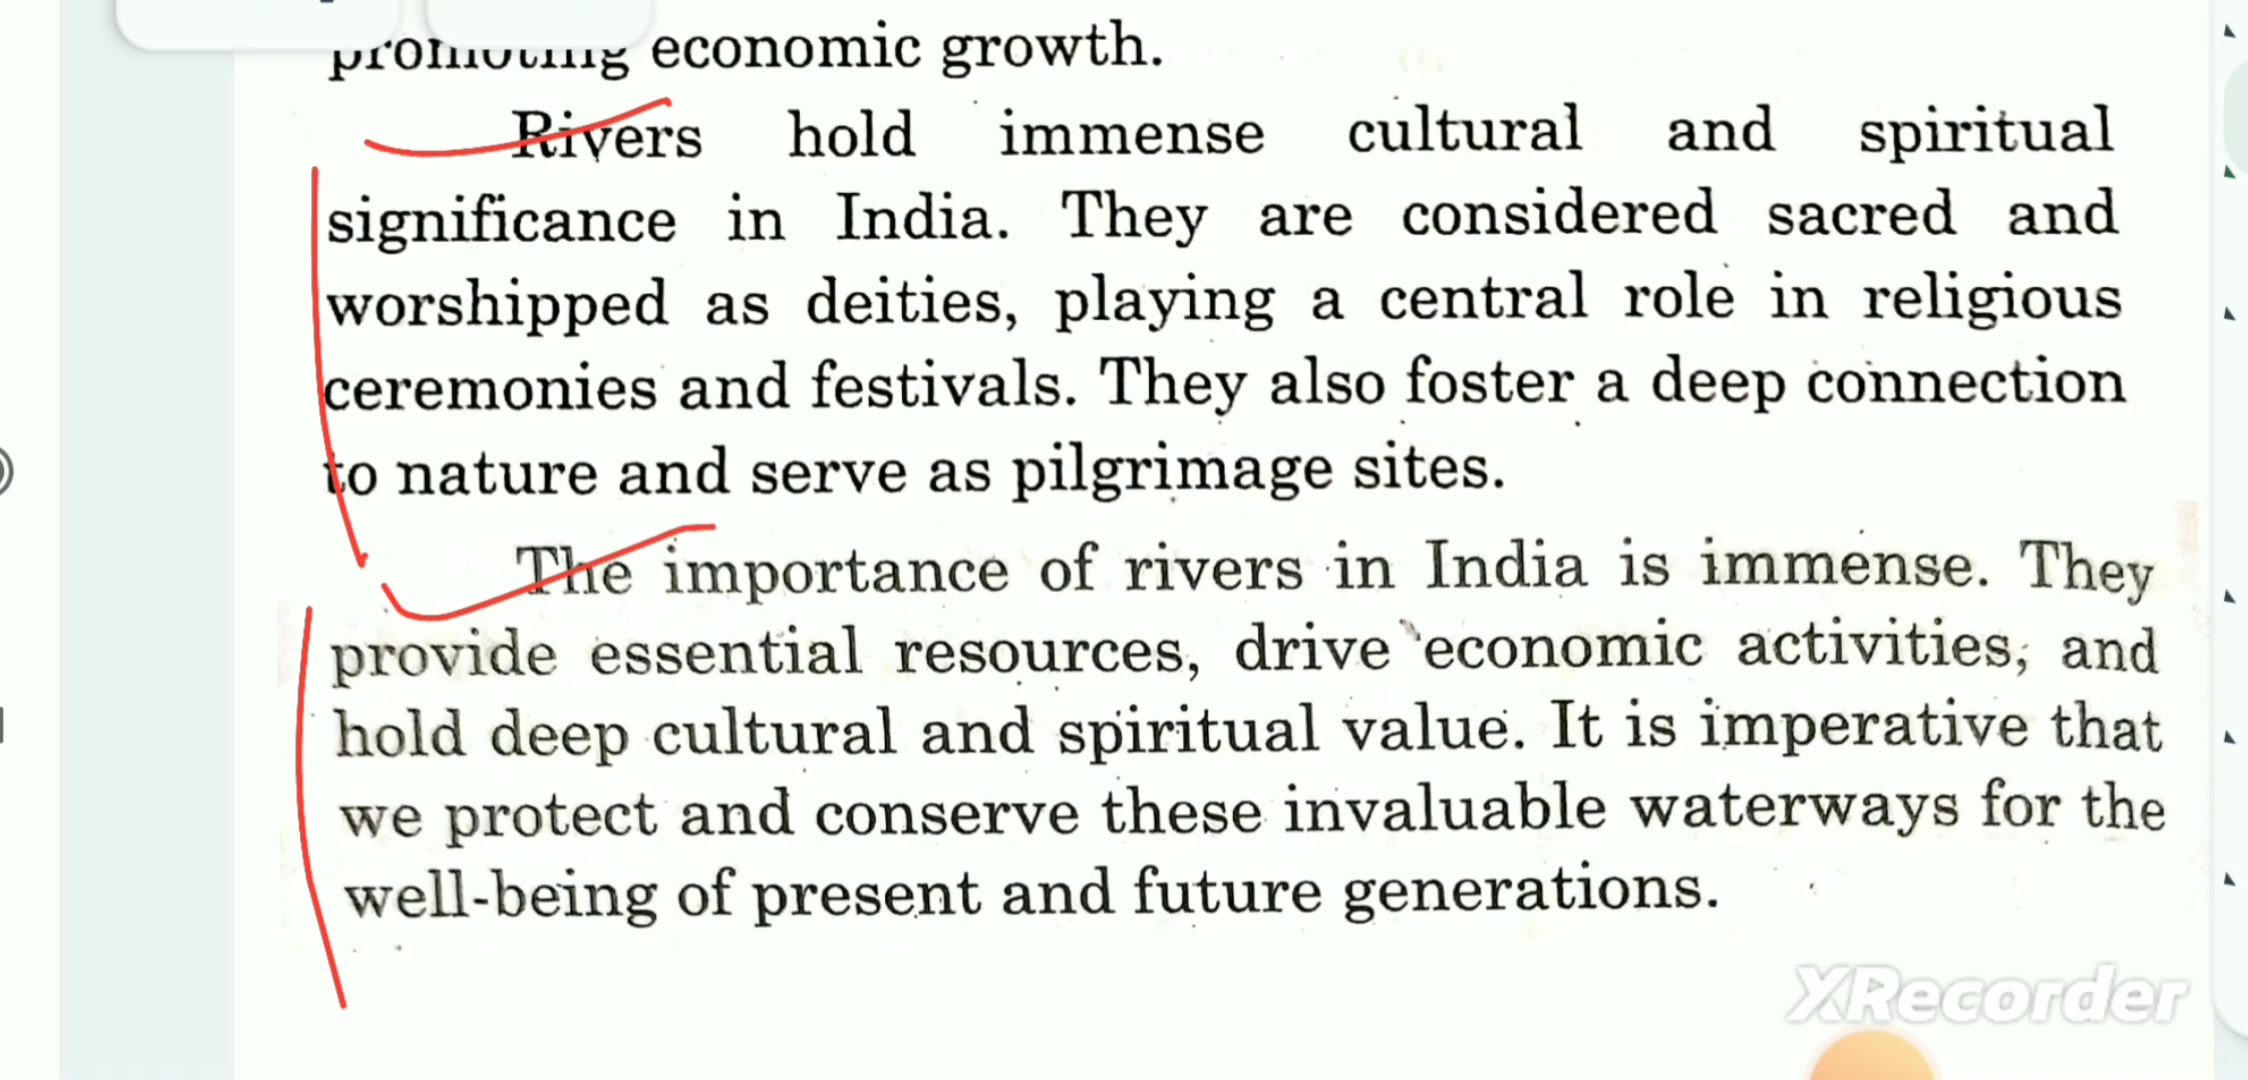 promoting economic growth.
Rivers hold immense cultural and spiritual
significance in India. They are considered sacred and
worshipped as deities, playing a central role in religious
ceremonies and festivals. They also foster a deep connection
to nature and serve as pilgrimage sites.
The importance of rivers in India is immense. They
provide essential resources, drive economic activities, and
hold deep cultural and spiritual value. It is imperative that
we protect and conserve these invaluable waterways for the
well-being of present and future generations.
XRecorder